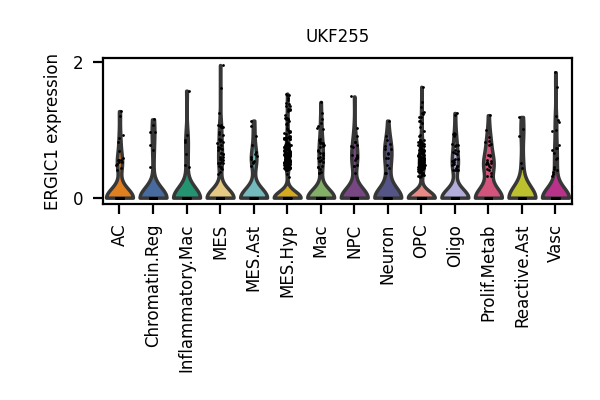 UKF255
ERGIC1 expression
2
0
AC
Chromatin.Reg
Inflammatory.Mac
MES
MES.Ast
MES.Hyp
Mac
NPC
Neuron
OPC
Oligo
Prolif.Metab
Reactive.Ast
Vasc